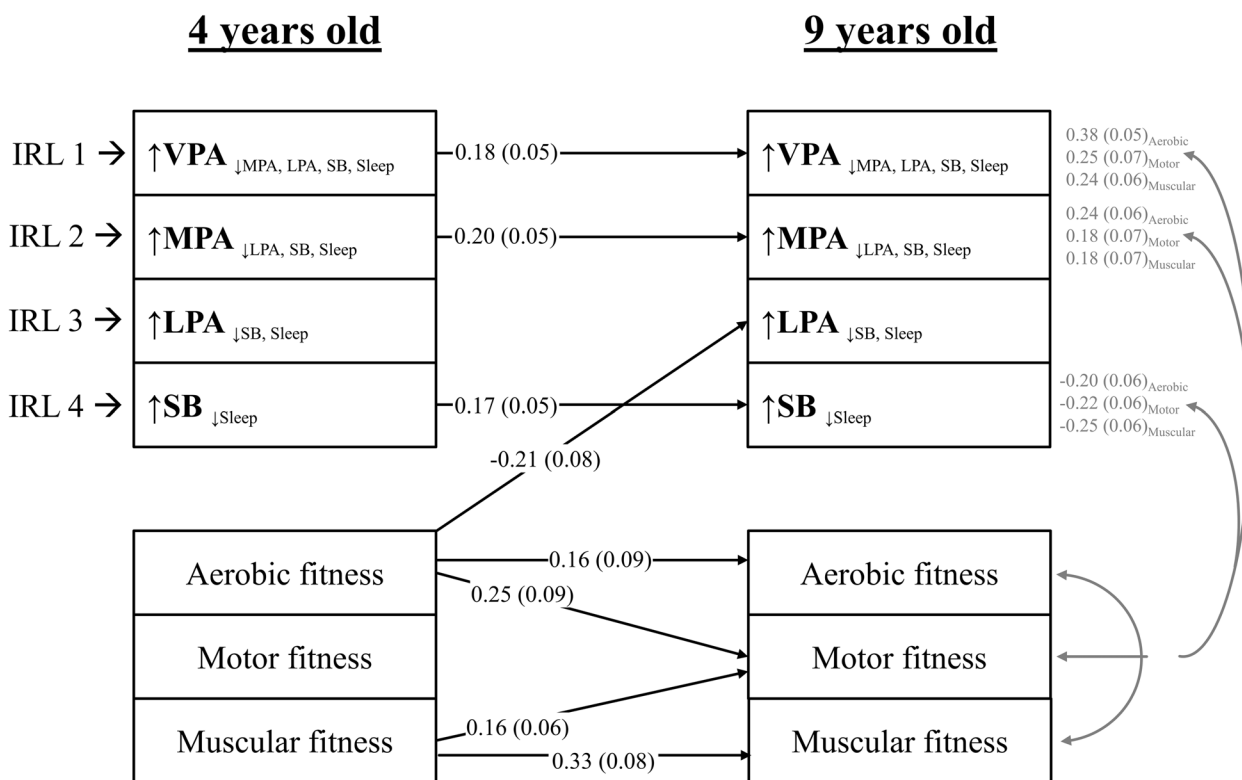 4 years old
9 years old
IRL 1 → ↑VPA ↓MPA, LPA, SB, Sleep
0.18 (0.05)
↑VPA ↓MPA, LPA, SB, Sleep
0.38 (0.05)Aerobic
0.25 (0.07)Motor
0.24 (0.06)Muscular
IRL 2 → ↑MPA ↓LPA, SB, Sleep
0.20 (0.05)
↑MPA ↓LPA, SB, Sleep
0.24 (0.06)Aerobic
0.18 (0.07)Motor
0.18 (0.07)Muscular
IRL 3 → ↑LPA ↓SB, Sleep
↑LPA ↓SB, Sleep
IRL 4 → ↑SB ↓Sleep
0.17 (0.05)
↑SB ↓Sleep
-0.20 (0.06)Aerobic
-0.22 (0.06)Motor
-0.25 (0.06)Muscular
-0.21 (0.08)
Aerobic fitness
0.16 (0.09)
Aerobic fitness
0.25 (0.09)
Motor fitness
Motor fitness
0.16 (0.06)
Muscular fitness
0.33 (0.08)
Muscular fitness